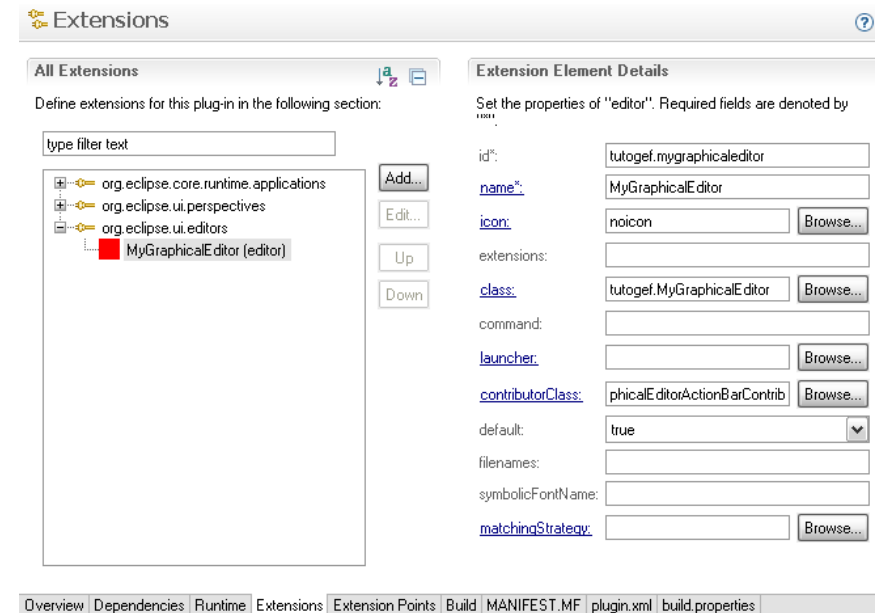 Extensions
All Extensions
Define extensions for this plug-in in the following section:
type filter text
org.eclipse.core.runtime.applications
org.eclipse.ui.perspectives
org.eclipse.ui.editors
MyGraphicalEditor (editor)
Add...
Edit...
Up
Down
Extension Element Details
Set the properties of "editor". Required fields are denoted by
"*".
id*: tutogef.mygraphicaleditor
name*: MyGraphicalEditor
icon: noicon Browse...
extensions:
class: tutogef.MyGraphicalEditor Browse...
command:
launcher: Browse...
contributorClass: phicalEditorActionBarContrib Browse...
default: true
filenames:
symbolicFontName:
matchingStrategy: Browse...
Overview Dependencies Runtime Extensions Extension Points Build MANIFEST.MF plugin.xml build.properties